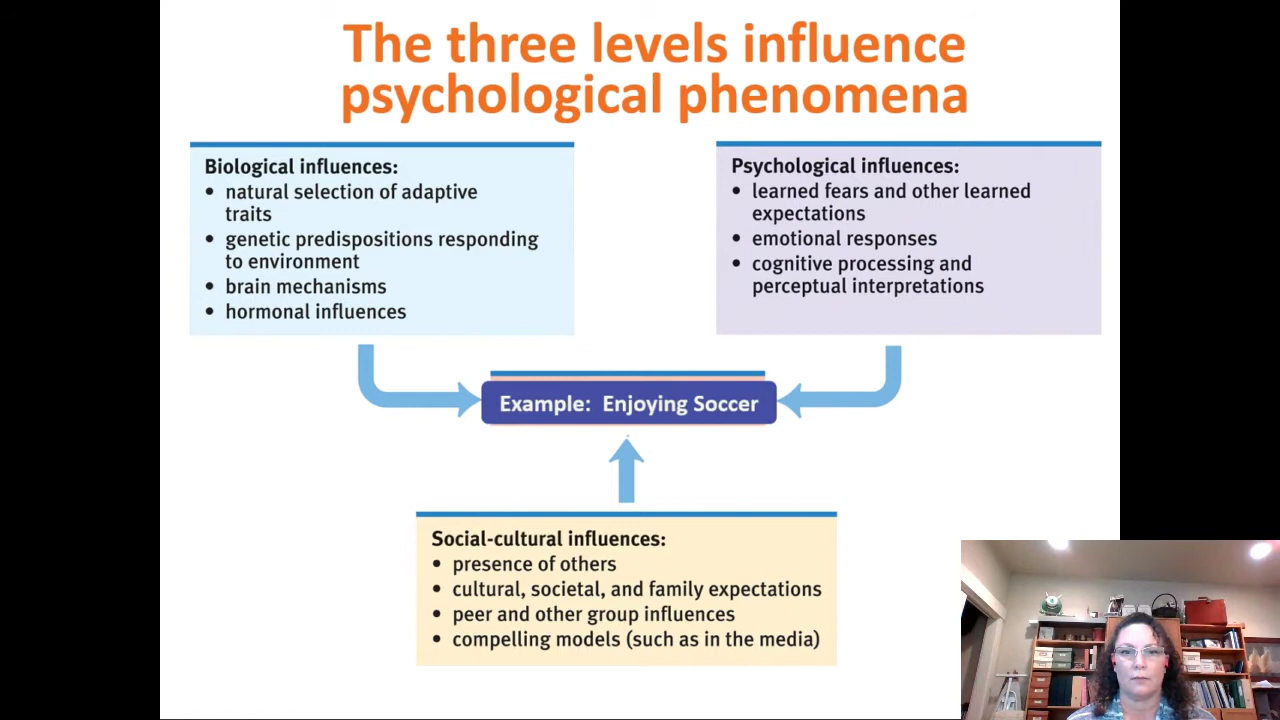 The three levels influence
psychological phenomena
Biological influences:
• natural selection of adaptive
traits
• genetic predispositions responding
to environment
• brain mechanisms
• hormonal influences
Psychological influences:
• learned fears and other learned
expectations
• emotional responses
• cognitive processing and
perceptual interpretations
Example: Enjoying Soccer
Social-cultural influences:
• presence of others
• cultural, societal, and family expectations
• peer and other group influences
• compelling models (such as in the media)